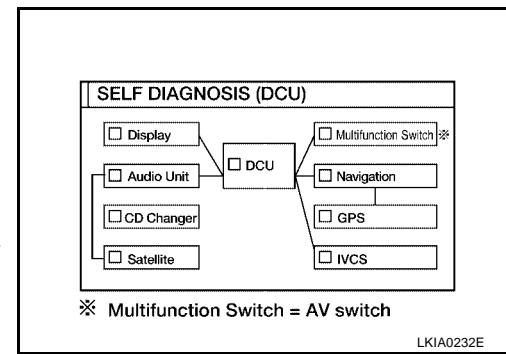 SELF DIAGNOSIS (DCU)
Display
Audio Unit
CD Changer
Satellite
DCU
Multifunction Switch ※
Navigation
GPS
IVCS
※ Multifunction Switch = AV switch
LKIA0232E